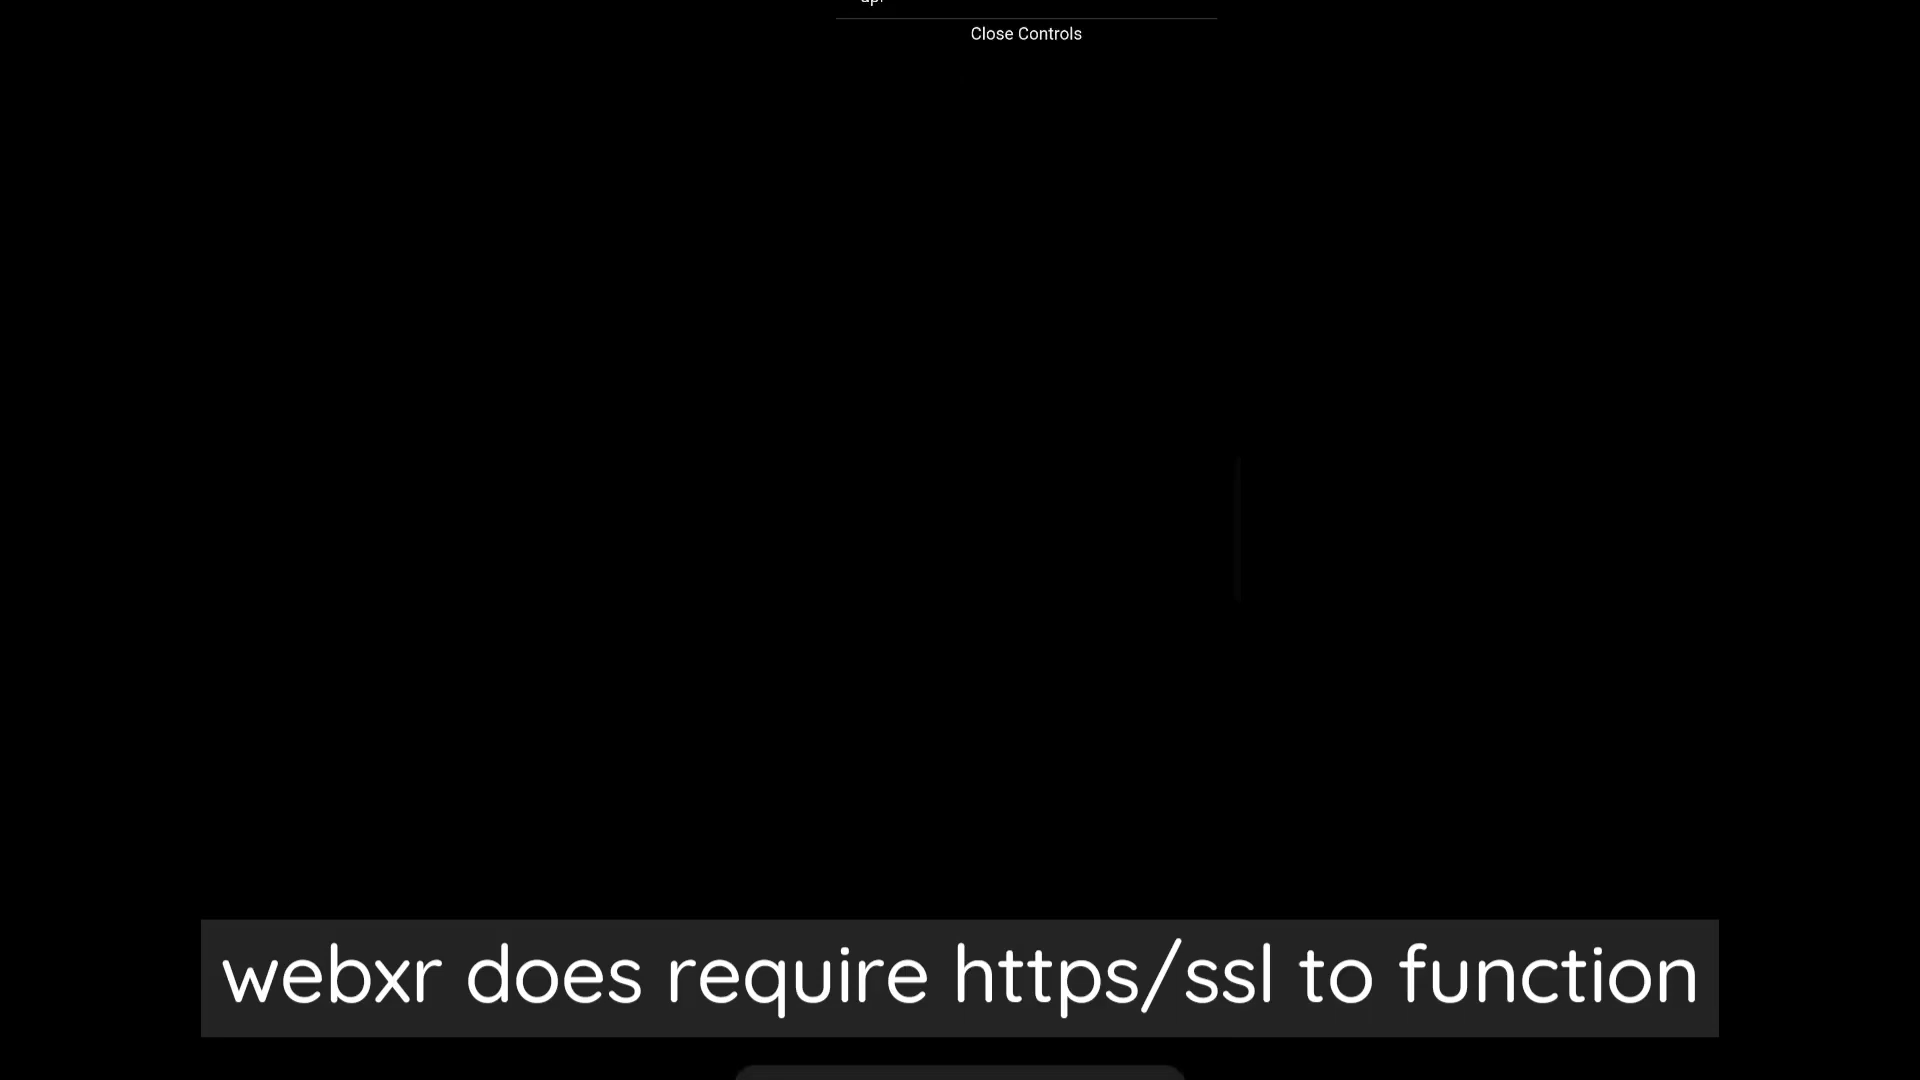 Close Controls
webxr does require https/ssl to function